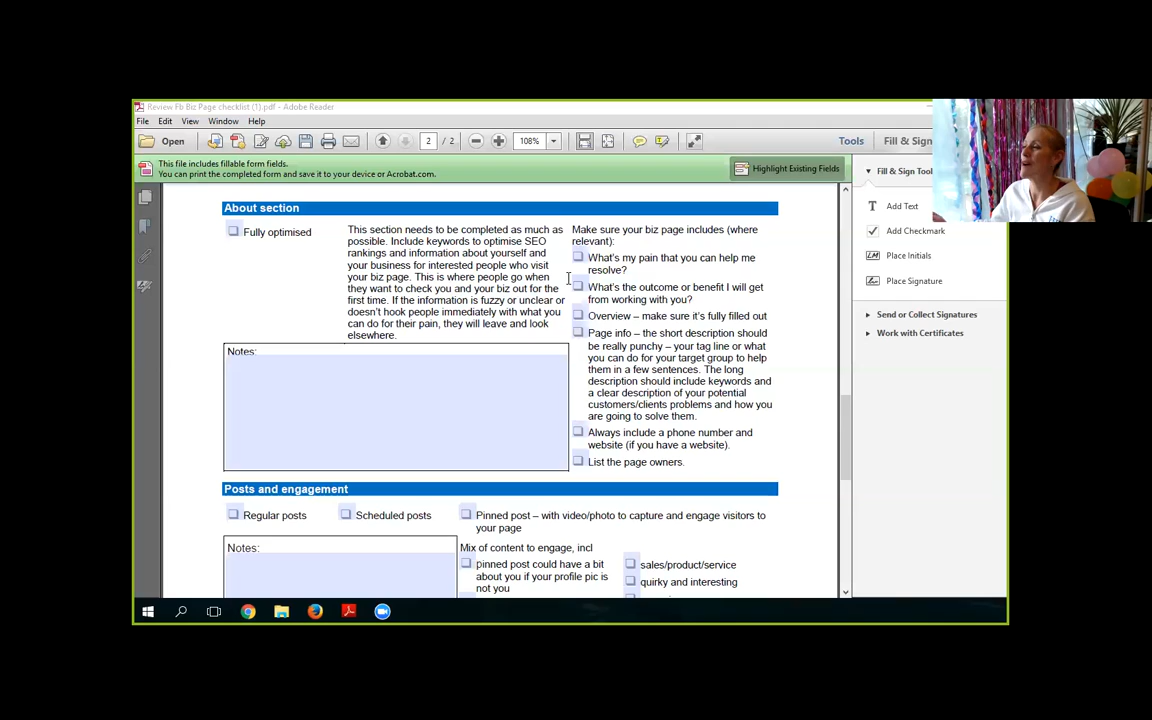 Review Fb Biz Page checklist (1).pdf - Adobe Reader
File Edit View Window Help
Open 2 / 2 108% Tools Fill & Sign
This file includes fillable form fields.
You can print the completed form and save it to your device or Acrobat.com.
Highlight Existing Fields
Fill & Sign Tool
Add Text
Add Checkmark
Place Initials
Place Signature
Send or Collect Signatures
Work with Certificates
About section
Fully optimised
This section needs to be completed as much as
possible. Include keywords to optimise SEO
rankings and information about yourself and
your business for interested people who visit
your biz page. This is where people go when
they want to check you and your biz out for the
first time. If the information is fuzzy or unclear or
doesn't hook people immediately with what you
can do for their pain, they will leave and look
elsewhere.
Notes:
Make sure your biz page includes (where
relevant):
What's my pain that you can help me
resolve?
What's the outcome or benefit I will get
from working with you?
Overview – make sure it's fully filled out
Page info – the short description should
be really punchy – your tag line or what
you can do for your target group to help
them in a few sentences. The long
description should include keywords and
a clear description of your potential
customers/clients problems and how you
are going to solve them.
Always include a phone number and
website (if you have a website).
List the page owners.
Posts and engagement
Regular posts
Scheduled posts
Pinned post – with video/photo to capture and engage visitors to
your page
Notes:
Mix of content to engage, incl
pinned post could have a bit
about you if your profile pic is
not you
sales/product/service
quirky and interesting